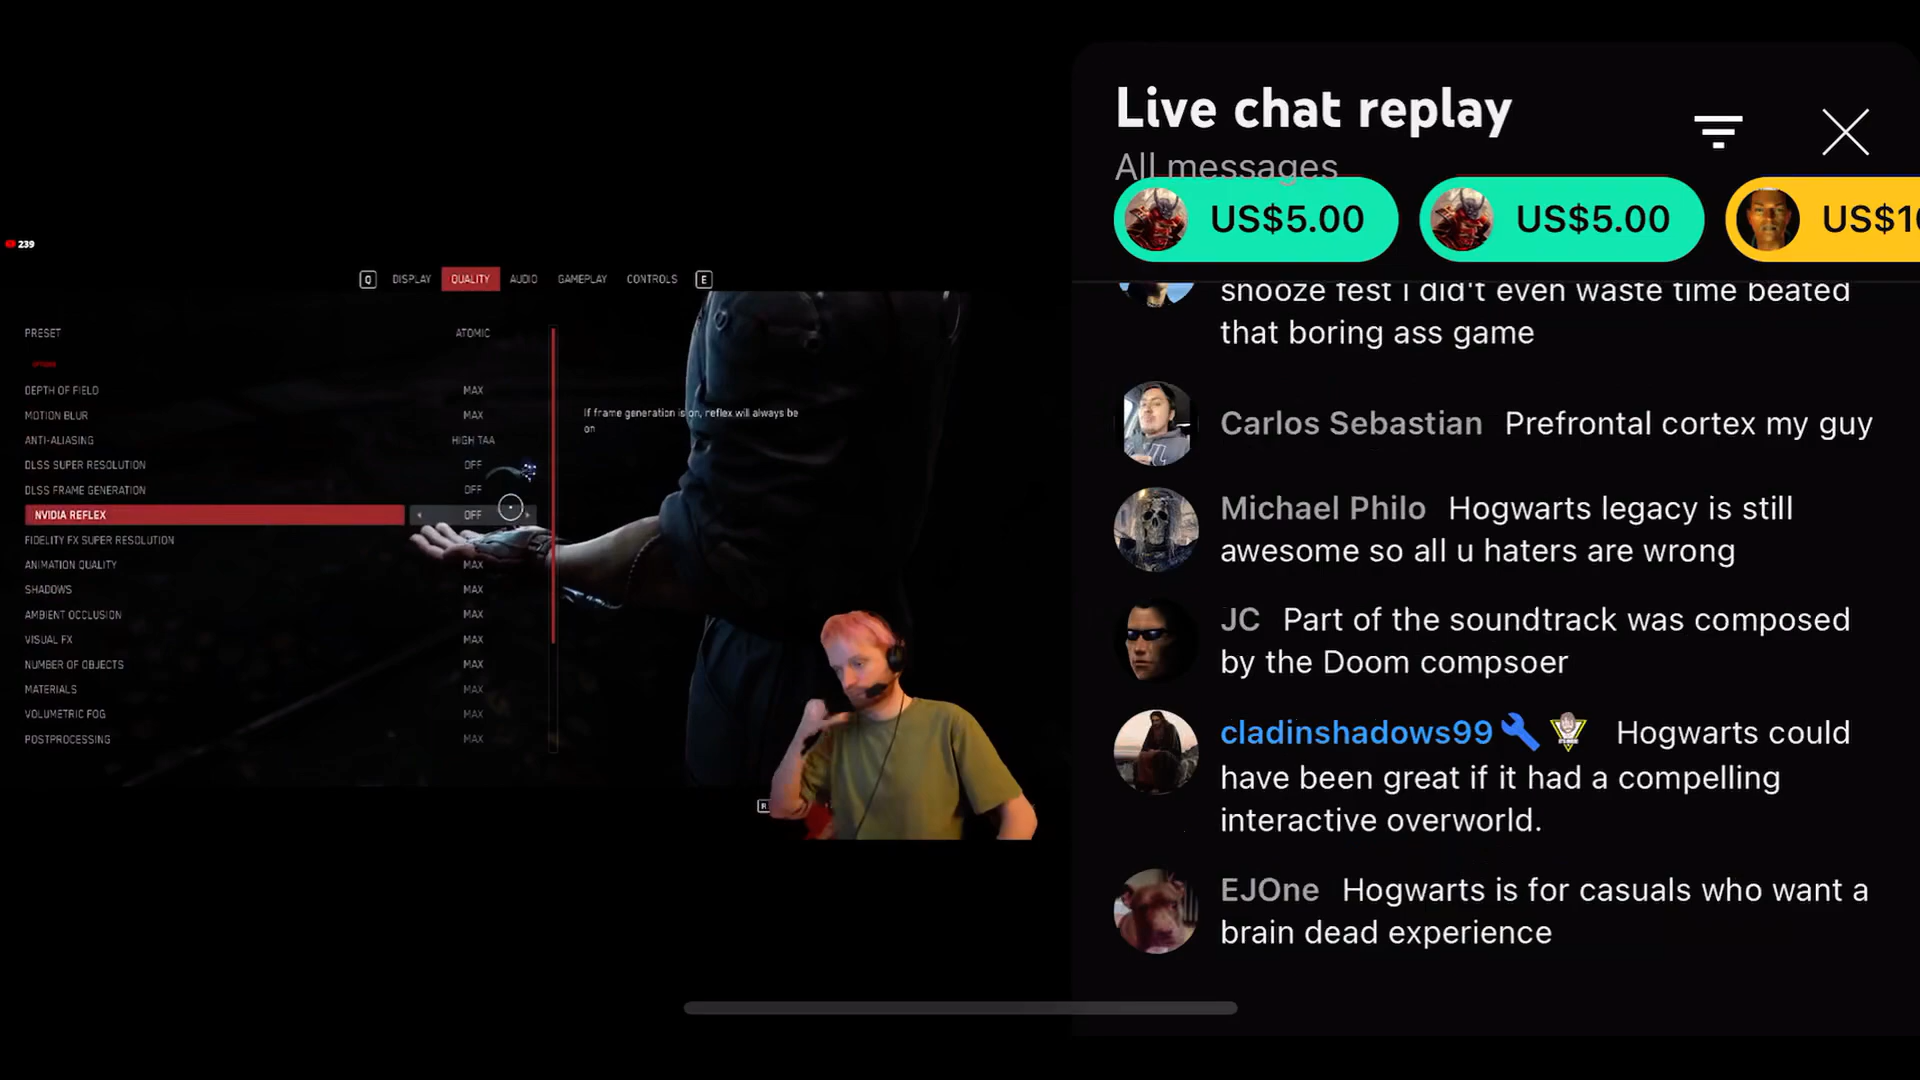 Live chat replay
All messages
US$5.00
US$5.00
US$10
239
Q
DISPLAY
QUALITY
AUDIO
GAMEPLAY
CONTROLS
E
PRESET
ATOMIC
OPTIONS
DEPTH OF FIELD
MAX
MOTION BLUR
MAX
ANTI-ALIASING
HIGH TAA
DLSS SUPER RESOLUTION
OFF
DLSS FRAME GENERATION
OFF
NVIDIA REFLEX
OFF
FIDELITY FX SUPER RESOLUTION
ANIMATION QUALITY
MAX
SHADOWS
MAX
AMBIENT OCCLUSION
MAX
VISUAL FX
MAX
NUMBER OF OBJECTS
MAX
MATERIALS
MAX
VOLUMETRIC FOG
MAX
POSTPROCESSING
MAX
If frame generation is on, reflex will always be
on
R
snooze fest i did't even waste time beated
that boring ass game
Carlos Sebastian Prefrontal cortex my guy
Michael Philo Hogwarts legacy is still
awesome so all u haters are wrong
JC Part of the soundtrack was composed
by the Doom compsoer
cladinshadows99 Hogwarts could
have been great if it had a compelling
interactive overworld.
EJOne Hogwarts is for casuals who want a
brain dead experience